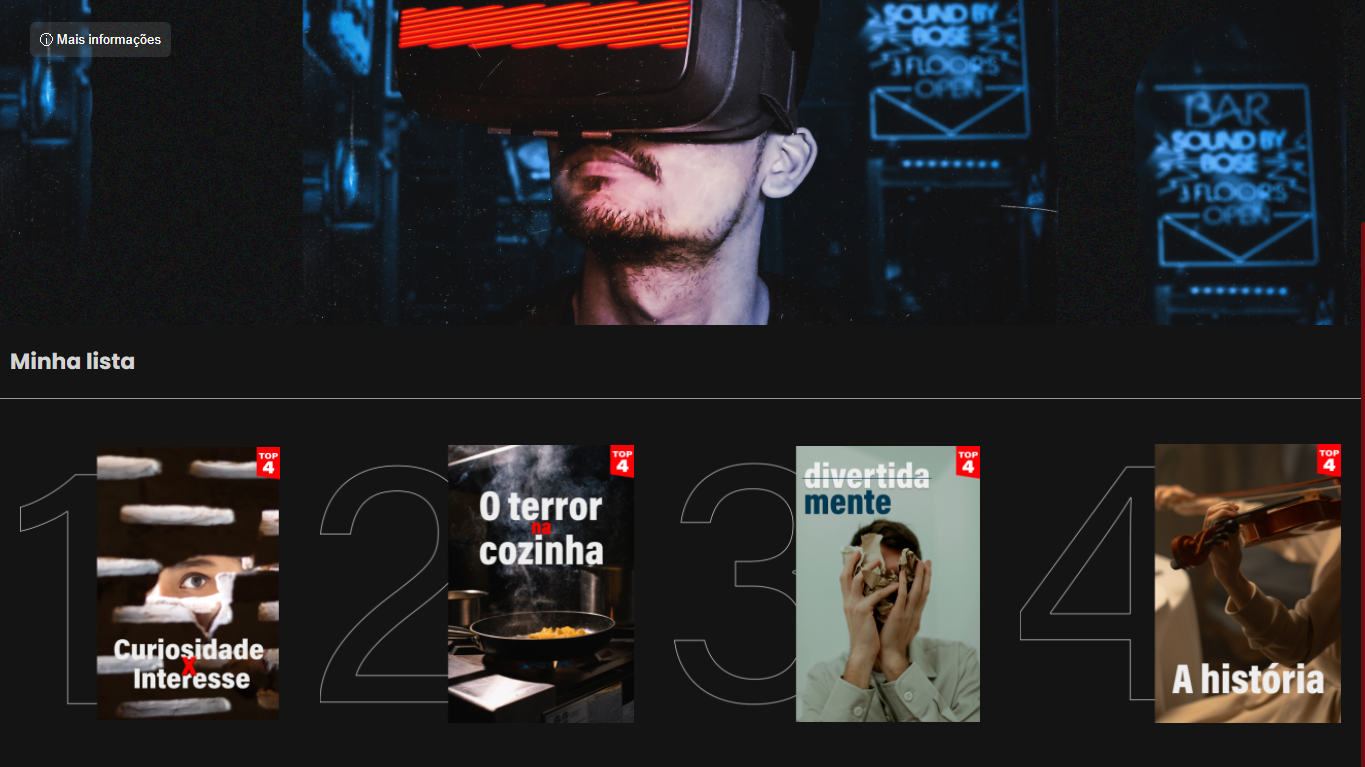 Mais informações
SOUND BY
BOSE
3 FLOORS
OPEN
BAR
SOUND BY
BOSE
3 FLOORS
OPEN
Minha lista
1
TOP
4
Curiosidade
X
Interesse
2
TOP
4
O terror
na
cozinha
3
TOP
4
divertida
mente
4
TOP
4
A história